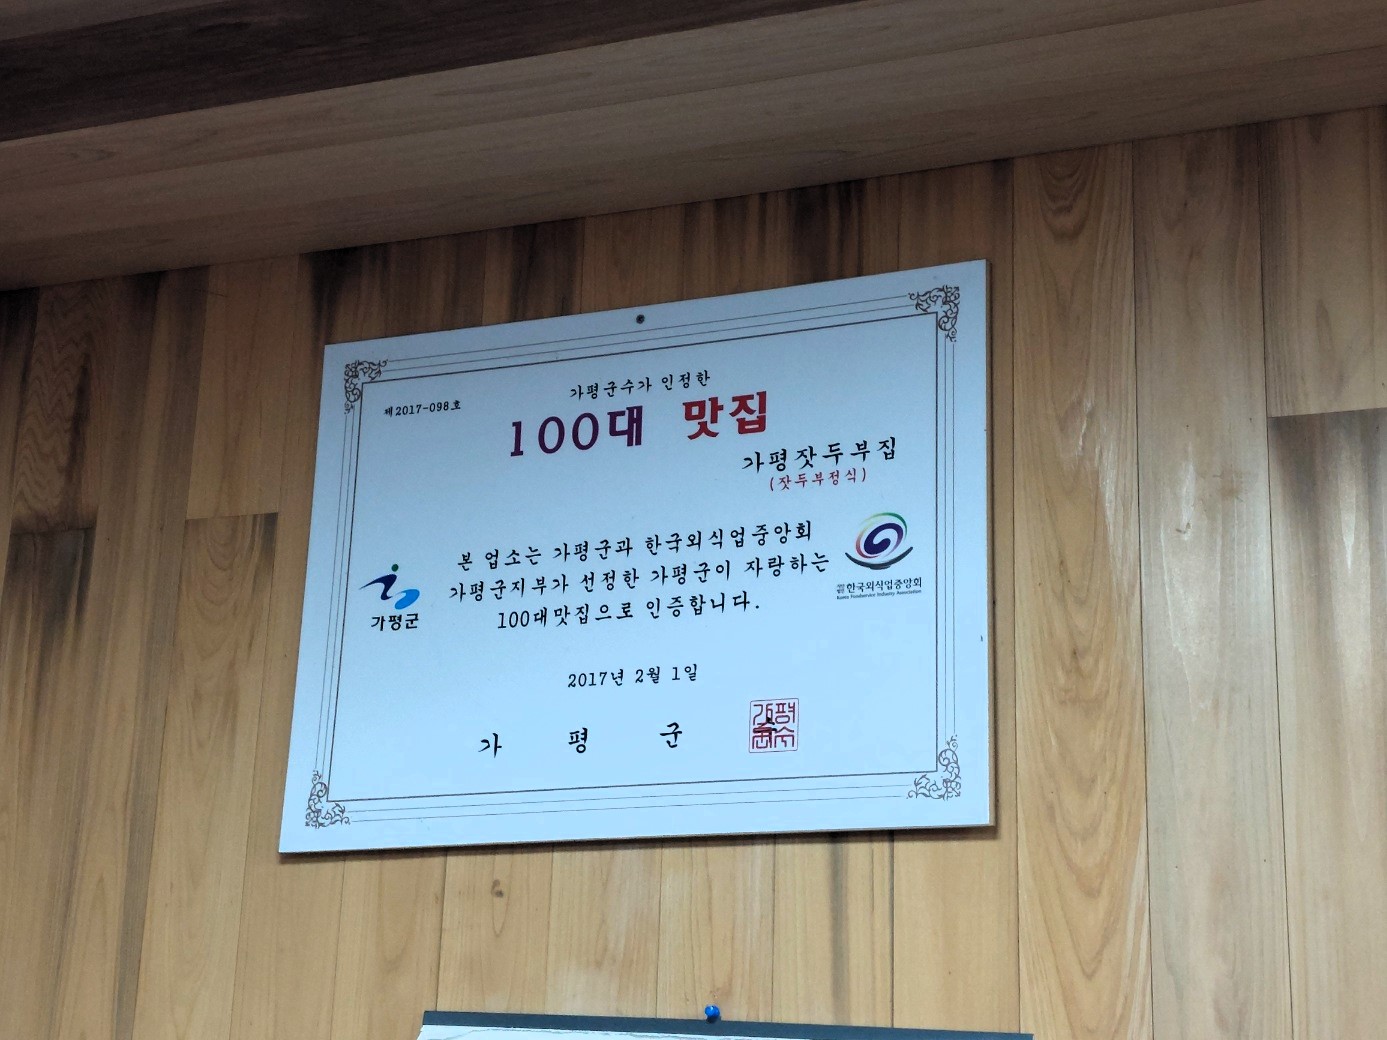 제2017-098호
가평군수가 인정한
100대 맛집
가평잣두부집
(잣두부정식)
본 업소는 가평군과 한국외식업중앙회
가평군지부가 선정한 가평군이 자랑하는
100대맛집으로 인증합니다.
가평군
한국외식업중앙회
Korea Foodservice Industry Association
2017년 2월 1일
가 평 군